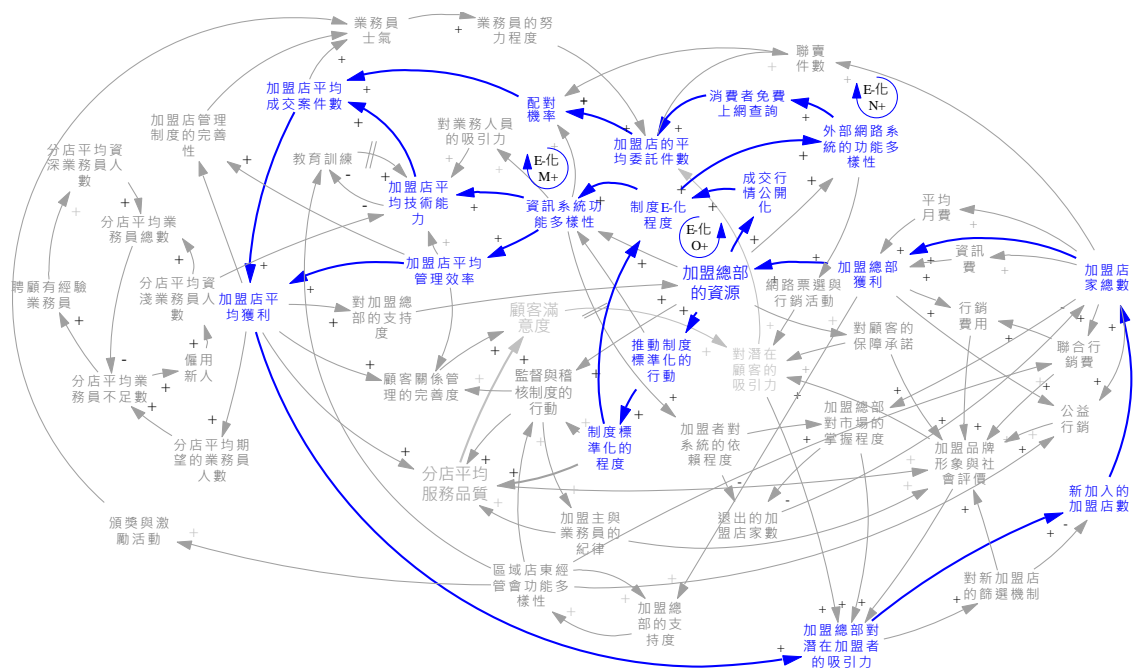 業務員
士氣
業務員的努
力程度
聯賣
件數
加盟店平均
成交案件數
配對
機率
消費者免費
上網查詢
E-化
N+
加盟店管理
制度的完善
性
對業務人員
的吸引力
加盟店的平
均委託件數
外部網路系
統的功能多
樣性
分店平均資
深業務員人
數
教育訓練
E-化
M+
加盟店平
均技術能
力
資訊系統功
能多樣性
制度E-化
程度
成交行
情公開
化
平均
月費
分店平均業
務員總數
E-化
O+
資訊
費
加盟店平均
管理效率
加盟總部
的資源
加盟總部
獲利
加盟店
家總數
聘顧有經驗
業務員
分店平均資
淺業務員人
數
加盟店平
均獲利
對加盟總
部的支持
度
顧客滿
意度
網路票選與
行銷活動
行銷
費用
對顧客的
保障承諾
推動制度
標準化的
行動
對潛在
顧客的
吸引力
聯合行
銷費
僱用
新人
分店平均業
務員不足數
顧客關係管
理的完善度
監督與稽
核制度的
行動
加盟總部
對市場的
掌握程度
公益
行銷
分店平均期
望的業務員
人數
制度標
準化的
程度
加盟者對
系統的依
賴程度
加盟品牌
形象與社
會評價
分店平均
服務品質
新加入的
加盟店數
頒獎與激
勵活動
加盟主與
業務員的
紀律
退出的加
盟店家數
區域店東經
管會功能多
樣性
加盟總
部的支
持度
對新加盟店
的篩選機制
加盟總部對
潛在加盟者
的吸引力